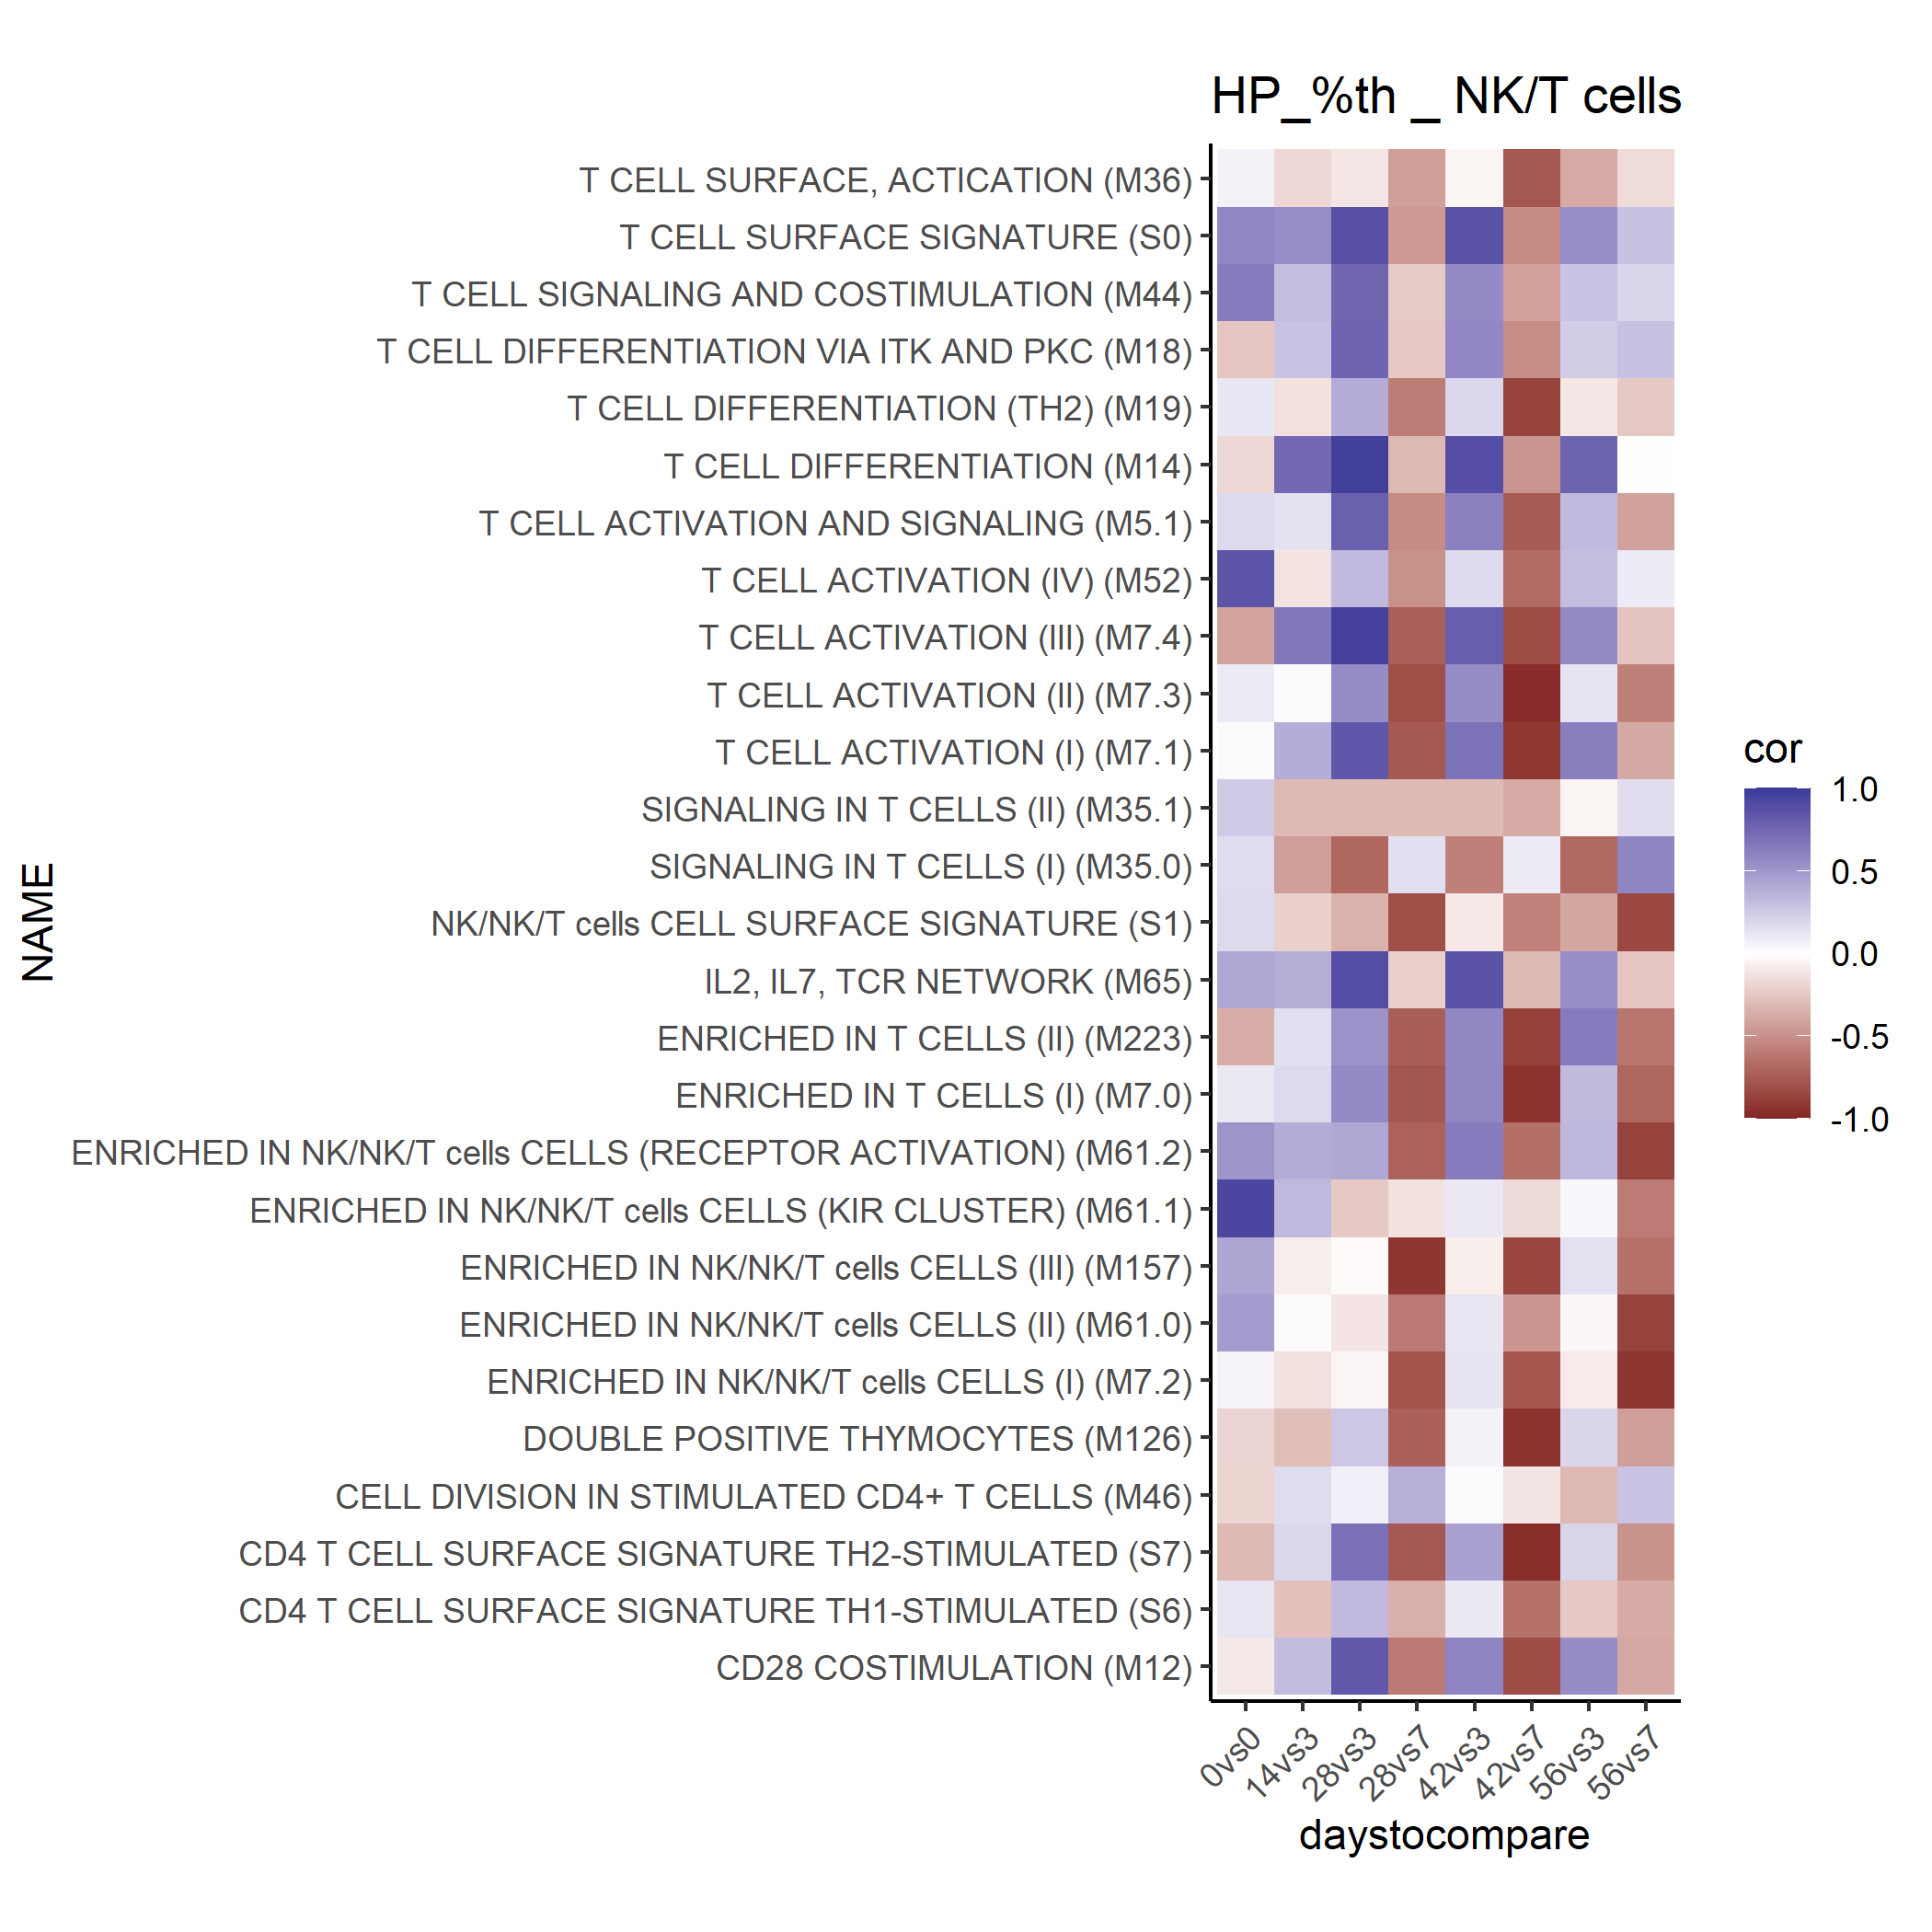 HP_%th _ NK/T cells
T CELL SURFACE, ACTICATION (M36)
T CELL SURFACE SIGNATURE (S0)
T CELL SIGNALING AND COSTIMULATION (M44)
T CELL DIFFERENTIATION VIA ITK AND PKC (M18)
T CELL DIFFERENTIATION (TH2) (M19)
T CELL DIFFERENTIATION (M14)
T CELL ACTIVATION AND SIGNALING (M5.1)
T CELL ACTIVATION (IV) (M52)
T CELL ACTIVATION (III) (M7.4)
T CELL ACTIVATION (II) (M7.3)
T CELL ACTIVATION (I) (M7.1)
SIGNALING IN T CELLS (II) (M35.1)
SIGNALING IN T CELLS (I) (M35.0)
NK/NK/T cells CELL SURFACE SIGNATURE (S1)
IL2, IL7, TCR NETWORK (M65)
ENRICHED IN T CELLS (II) (M223)
ENRICHED IN T CELLS (I) (M7.0)
ENRICHED IN NK/NK/T cells CELLS (RECEPTOR ACTIVATION) (M61.2)
ENRICHED IN NK/NK/T cells CELLS (KIR CLUSTER) (M61.1)
ENRICHED IN NK/NK/T cells CELLS (III) (M157)
ENRICHED IN NK/NK/T cells CELLS (II) (M61.0)
ENRICHED IN NK/NK/T cells CELLS (I) (M7.2)
DOUBLE POSITIVE THYMOCYTES (M126)
CELL DIVISION IN STIMULATED CD4+ T CELLS (M46)
CD4 T CELL SURFACE SIGNATURE TH2-STIMULATED (S7)
CD4 T CELL SURFACE SIGNATURE TH1-STIMULATED (S6)
CD28 COSTIMULATION (M12)
NAME
0vs0
14vs3
28vs3
28vs7
42vs3
42vs7
56vs3
56vs7
daystocompare
cor
1.0
0.5
0.0
-0.5
-1.0